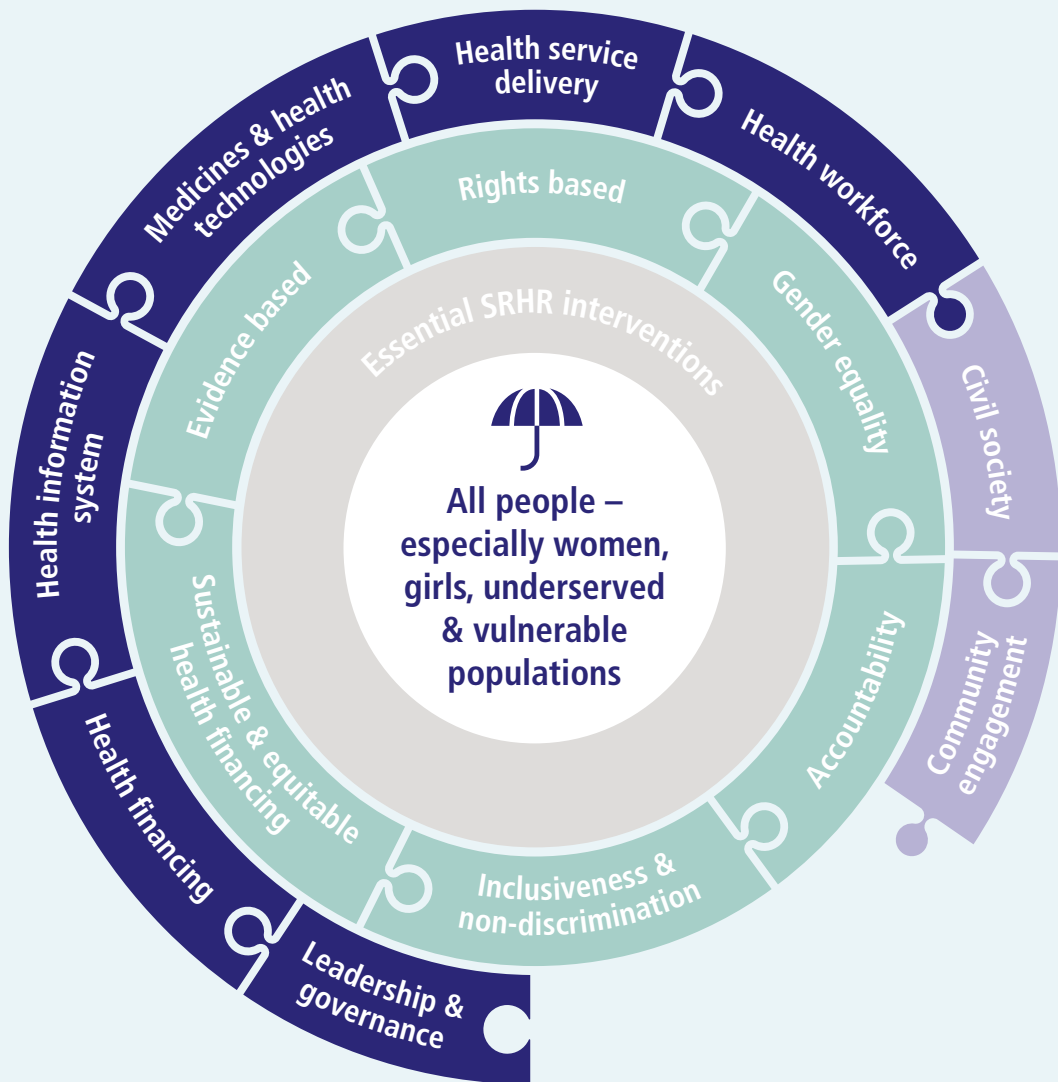 Health service
delivery
Health workforce
Civil society
Community
engagement
Leadership &
governance
Health financing
Health information
system
Medicines & health
technologies
Rights based
Gender equality
Accountability
Inclusiveness &
non-discrimination
Sustainable & equitable
health financing
Evidence based
Essential SRHR interventions
All people –
especially women,
girls, underserved
& vulnerable
populations